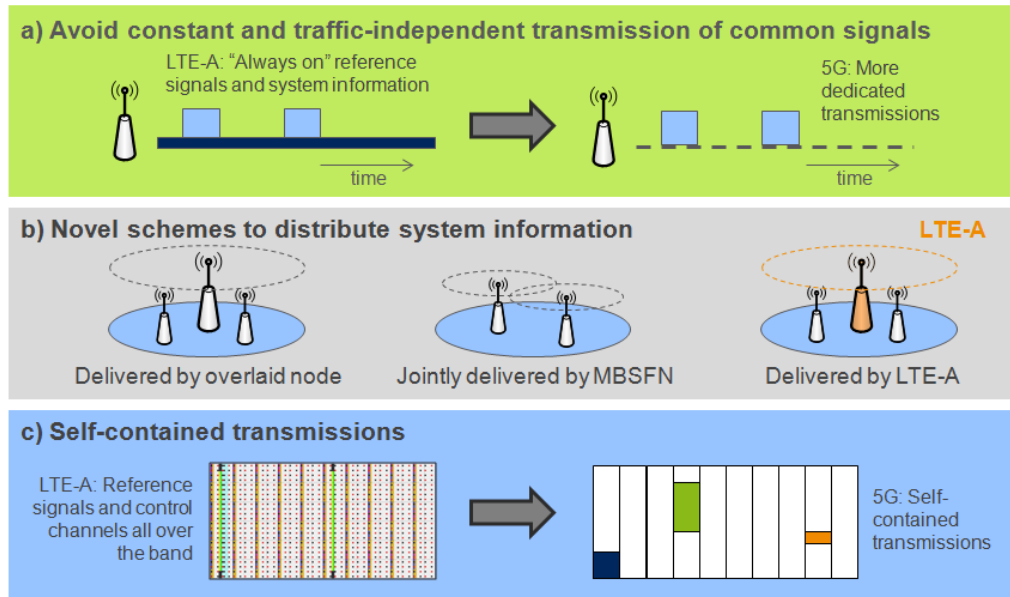 a) Avoid constant and traffic-independent transmission of common signals
LTE-A: “Always on” reference
signals and system information
time
5G: More
dedicated
transmissions
time
b) Novel schemes to distribute system information
LTE-A
Delivered by overlaid node
Jointly delivered by MBSFN
Delivered by LTE-A
c) Self-contained transmissions
LTE-A: Reference
signals and control
channels all over
the band
5G: Self-
contained
transmissions